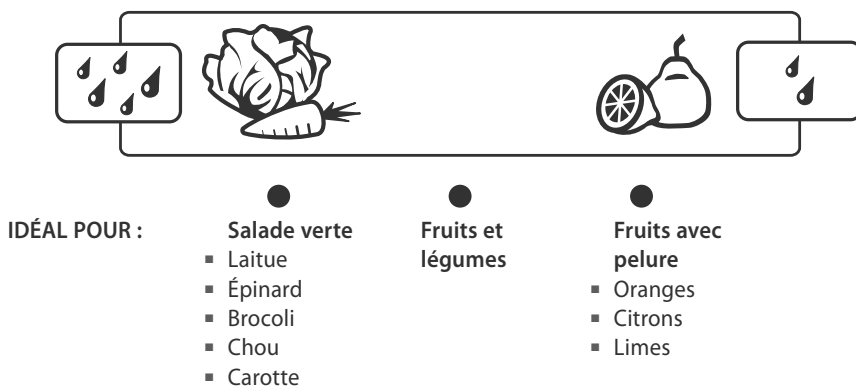 IDÉAL POUR :
Salade verte
▪ Laitue
▪ Épinard
▪ Brocoli
▪ Chou
▪ Carotte
Fruits et
légumes
Fruits avec
pelure
▪ Oranges
▪ Citrons
▪ Limes